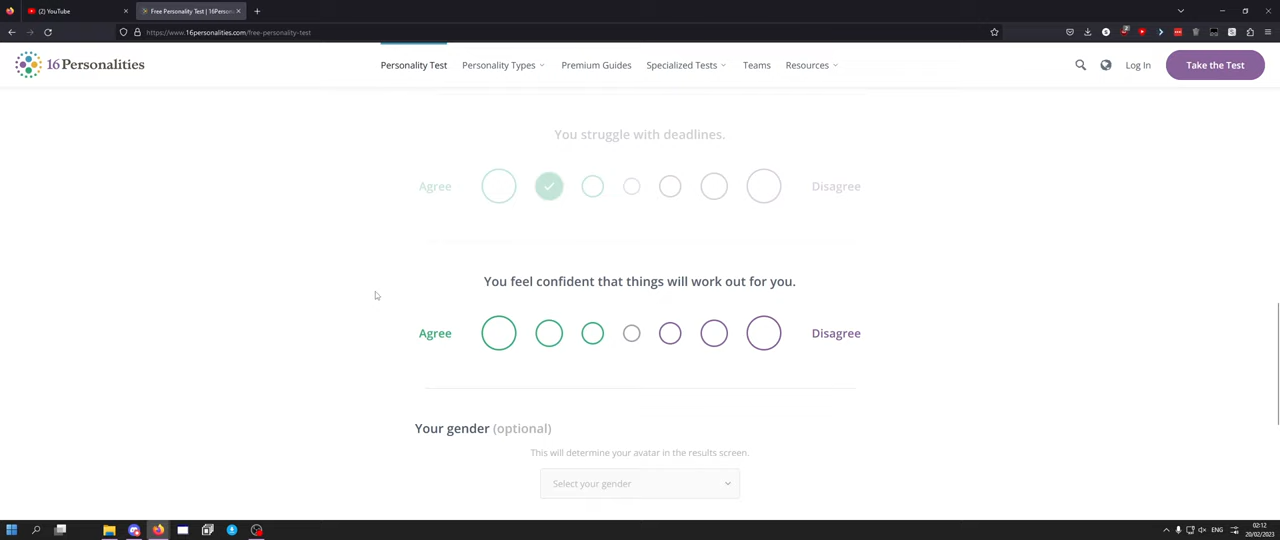 (2) YouTube
Free Personality Test | 16Person
https://www.16personalities.com/free-personality-test
2
16Personalities
Personality Test
Personality Types
Premium Guides
Specialized Tests
Teams
Resources
Log In
Take the Test
You struggle with deadlines.
Agree
Disagree
You feel confident that things will work out for you.
Agree
Disagree
Your gender (optional)
This will determine your avatar in the results screen.
Select your gender
ENG
02:12
20/02/2023